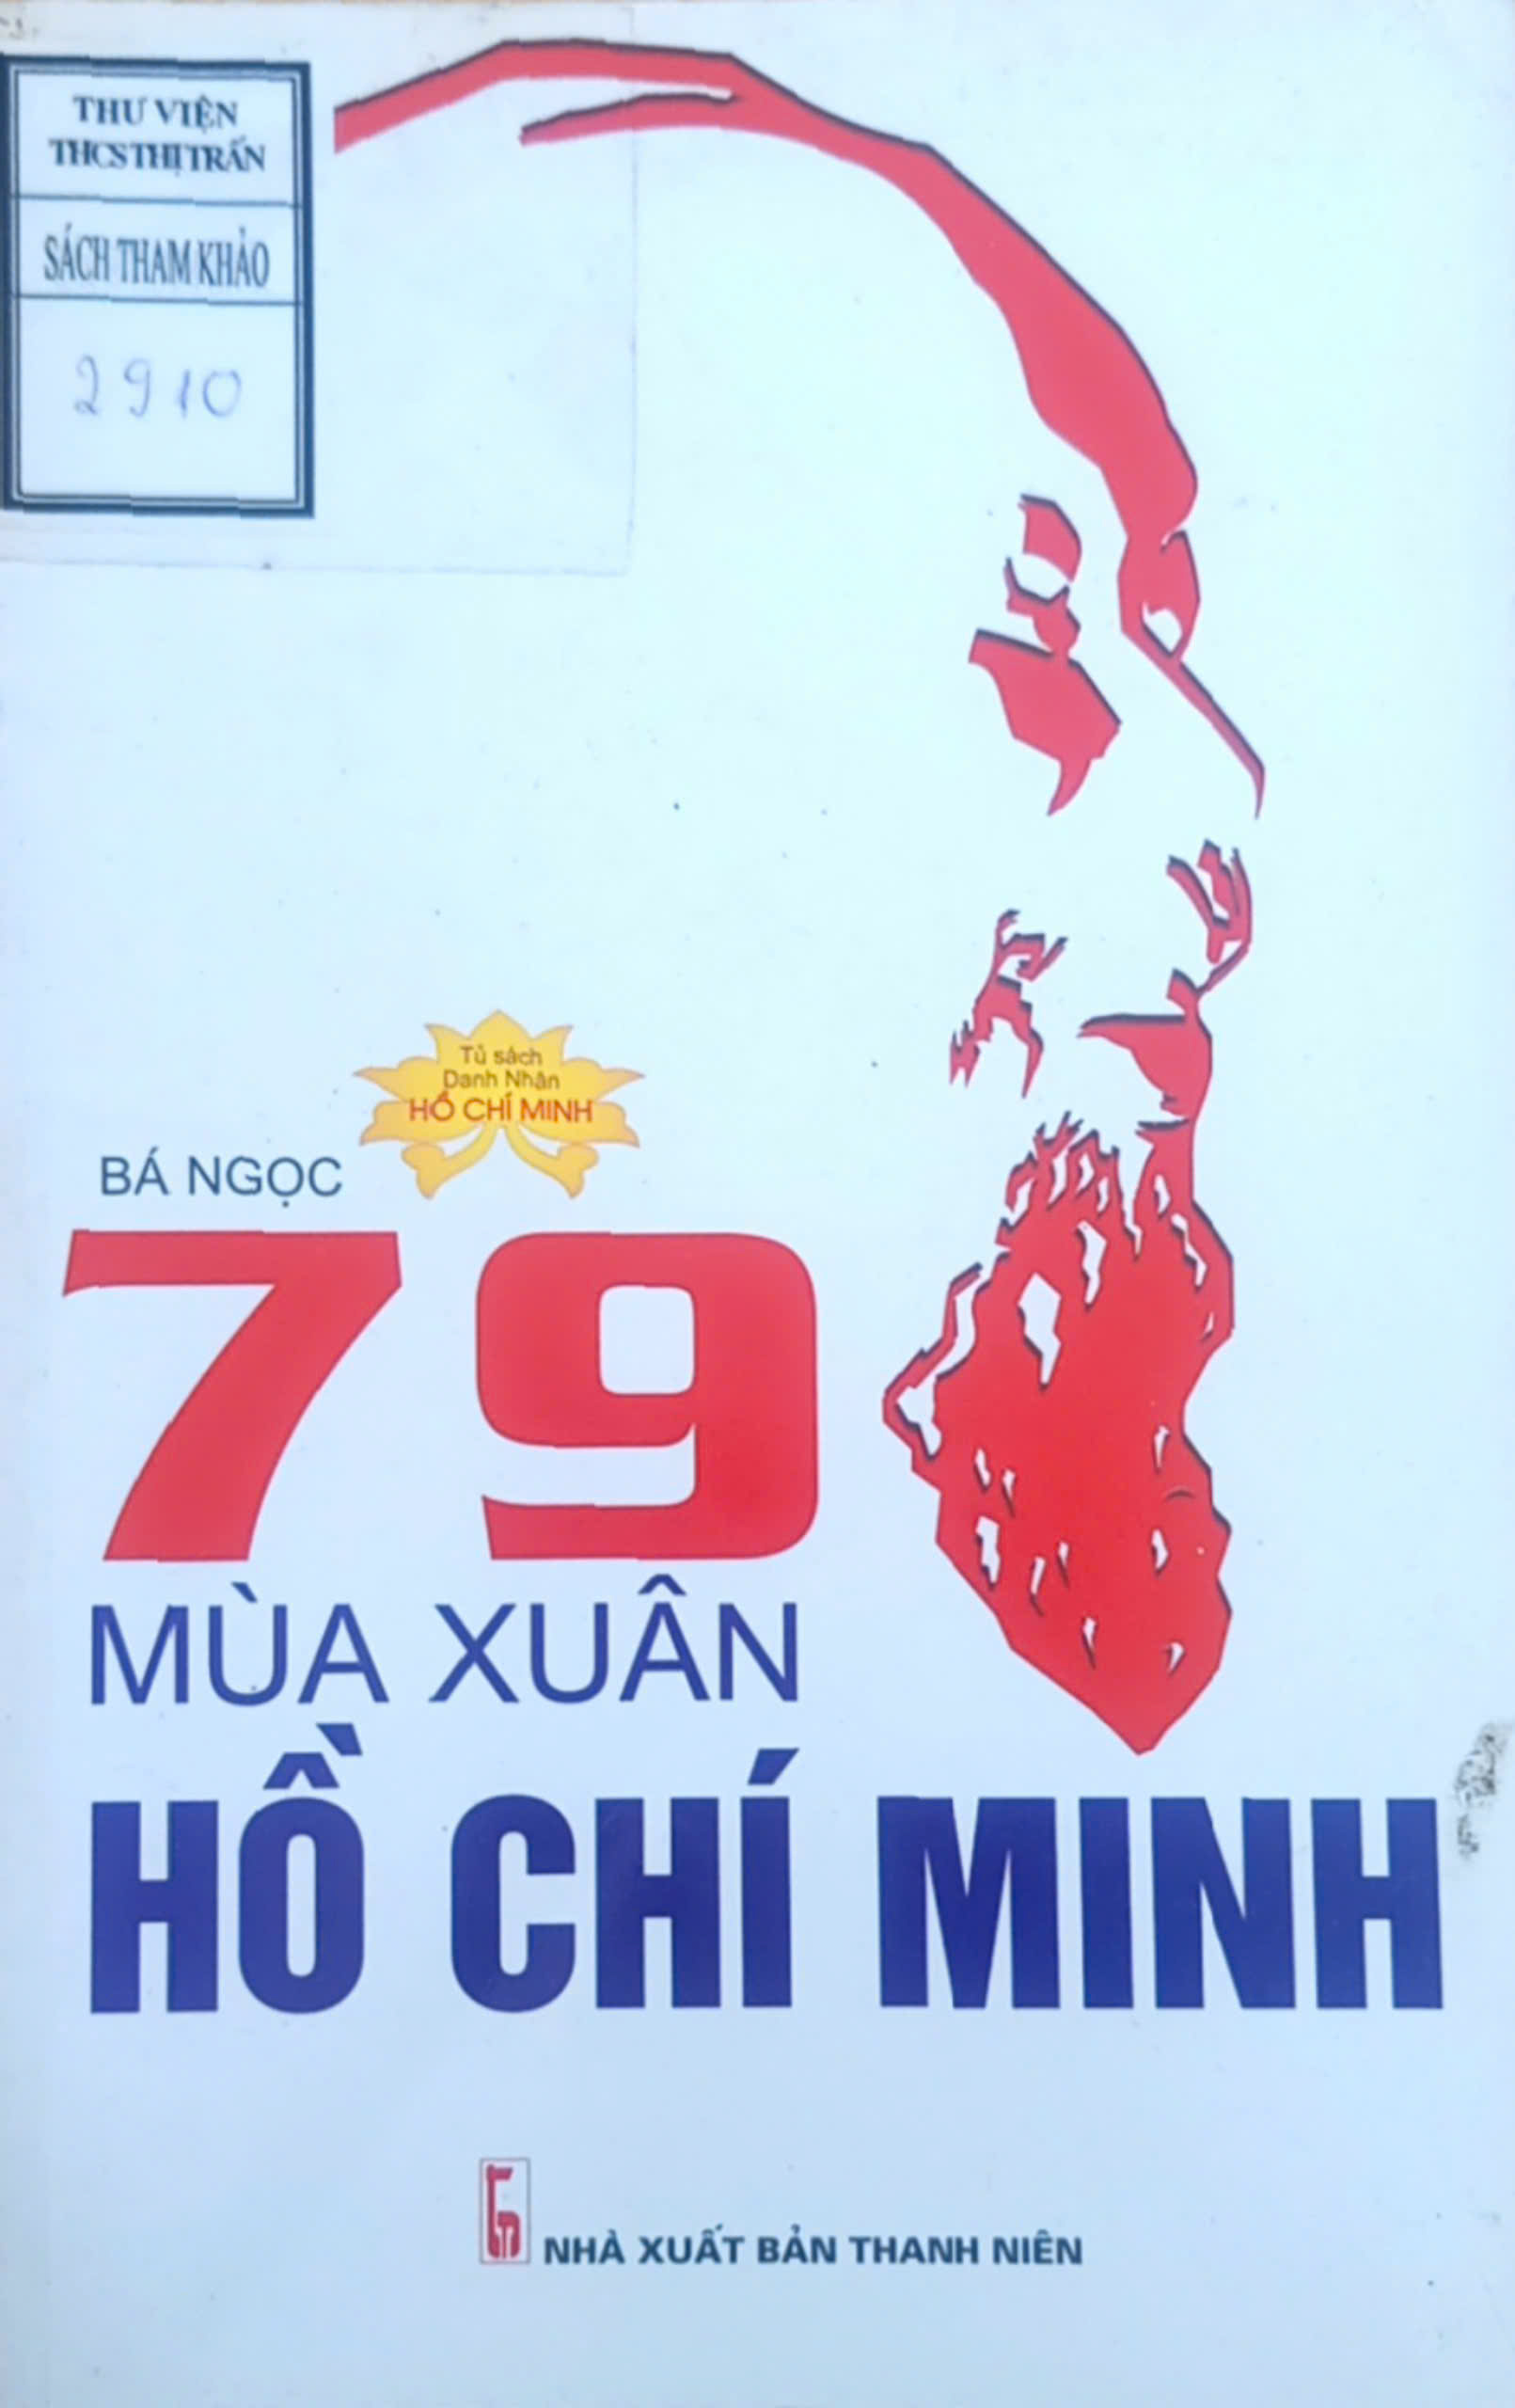 THƯ VIỆN
THCS THỊ TRẤN
SÁCH THAM KHẢO
2910
Tủ sách
Danh Nhân
HỒ CHÍ MINH
BÁ NGỌC
79
MÙA XUÂN
HỒ CHÍ MINH
NHÀ XUẤT BẢN THANH NIÊN